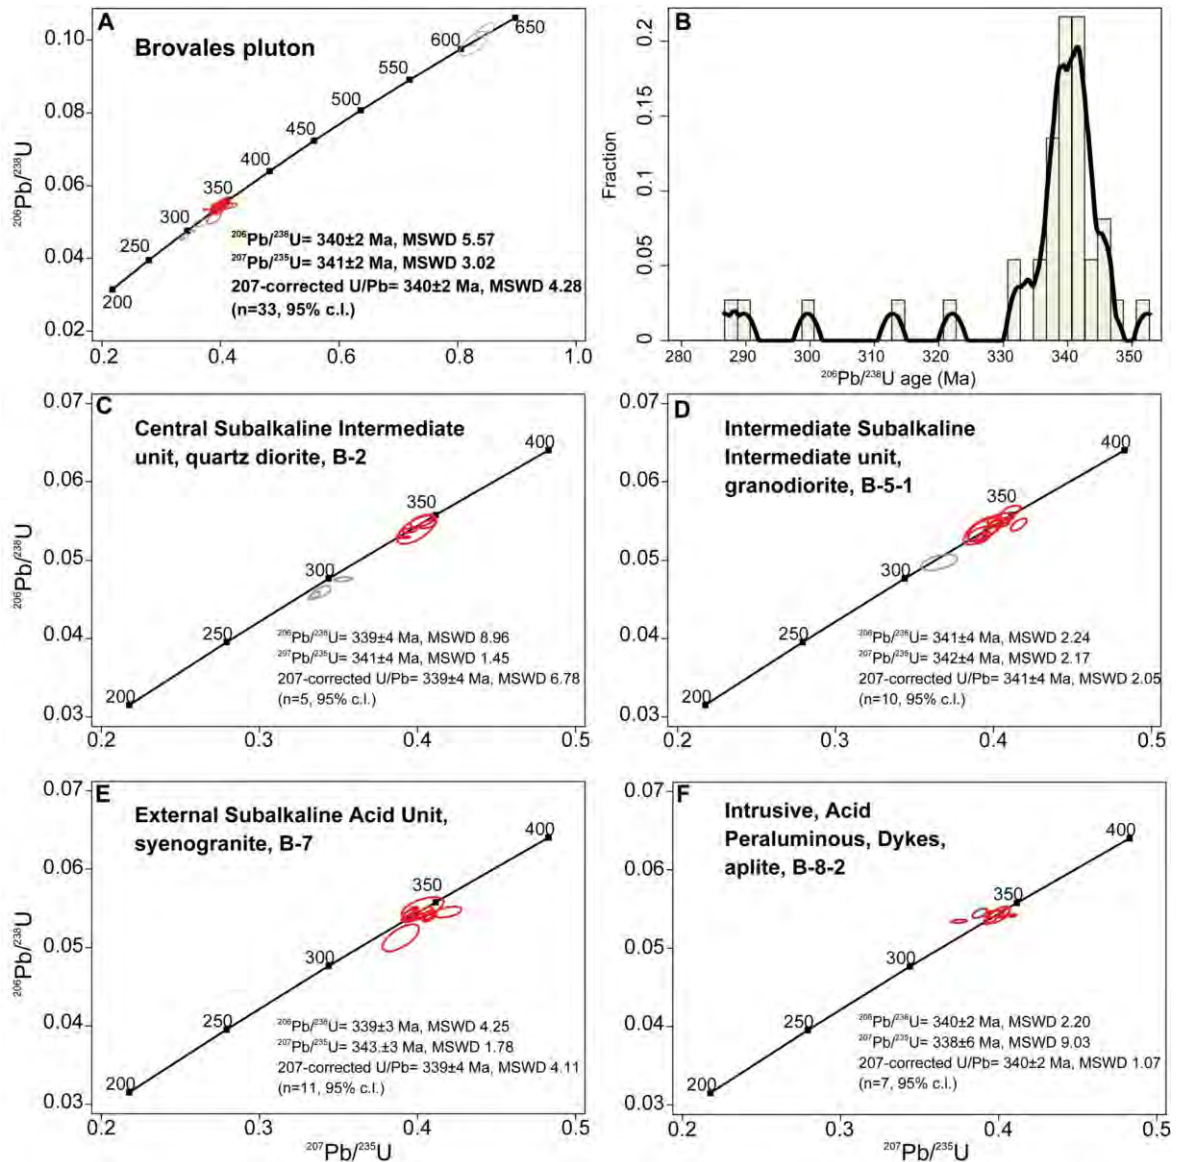 A
Brovales pluton
0.10
0.08
0.06
0.04
0.02
²⁰⁶Pb/²³⁸U
200
250
300
350
400
450
500
550
600
650
²⁰⁶Pb/²³⁸U= 340±2 Ma, MSWD 5.57
²⁰⁷Pb/²³⁵U= 341±2 Ma, MSWD 3.02
207-corrected U/Pb= 340±2 Ma, MSWD 4.28
(n=33, 95% c.l.)
0.2 0.4 0.6 0.8 1.0
B
0.2
0.15
0.1
0.05
0
Fraction
280 290 300 310 320 330 340 350
²⁰⁶Pb/²³⁸U age (Ma)
C
Central Subalkaline Intermediate
unit, quartz diorite, B-2
0.07
0.06
0.05
0.04
0.03
²⁰⁶Pb/²³⁸U
200
250
300
350
400
²⁰⁶Pb/²³⁸U= 339±4 Ma, MSWD 8.96
²⁰⁷Pb/²³⁵U= 341±4 Ma, MSWD 1.45
207-corrected U/Pb= 339±4 Ma, MSWD 6.78
(n=5, 95% c.l.)
0.2 0.3 0.4 0.5
D
Intermediate Subalkaline
Intermediate unit,
granodiorite, B-5-1
0.07
0.06
0.05
0.04
0.03
200
250
300
350
400
²⁰⁶Pb/²³⁸U= 341±4 Ma, MSWD 2.24
²⁰⁷Pb/²³⁵U= 342±4 Ma, MSWD 2.17
207-corrected U/Pb= 341±4 Ma, MSWD 2.05
(n=10, 95% c.l.)
0.2 0.3 0.4 0.5
E
External Subalkaline Acid Unit,
syenogranite, B-7
0.07
0.06
0.05
0.04
0.03
²⁰⁶Pb/²³⁸U
200
250
300
350
400
²⁰⁶Pb/²³⁸U= 339±3 Ma, MSWD 4.25
²⁰⁷Pb/²³⁵U= 343.±3 Ma, MSWD 1.78
207-corrected U/Pb= 339±4 Ma, MSWD 4.11
(n=11, 95% c.l.)
0.2 0.3 0.4 0.5
²⁰⁷Pb/²³⁵U
F
Intrusive, Acid
Peraluminous, Dykes,
aplite, B-8-2
0.07
0.06
0.05
0.04
0.03
200
250
300
350
400
²⁰⁶Pb/²³⁸U= 340±2 Ma, MSWD 2.20
²⁰⁷Pb/²³⁵U= 338±6 Ma, MSWD 9.03
207-corrected U/Pb= 340±2 Ma, MSWD 1.07
(n=7, 95% c.l.)
0.2 0.3 0.4 0.5
²⁰⁷Pb/²³⁵U